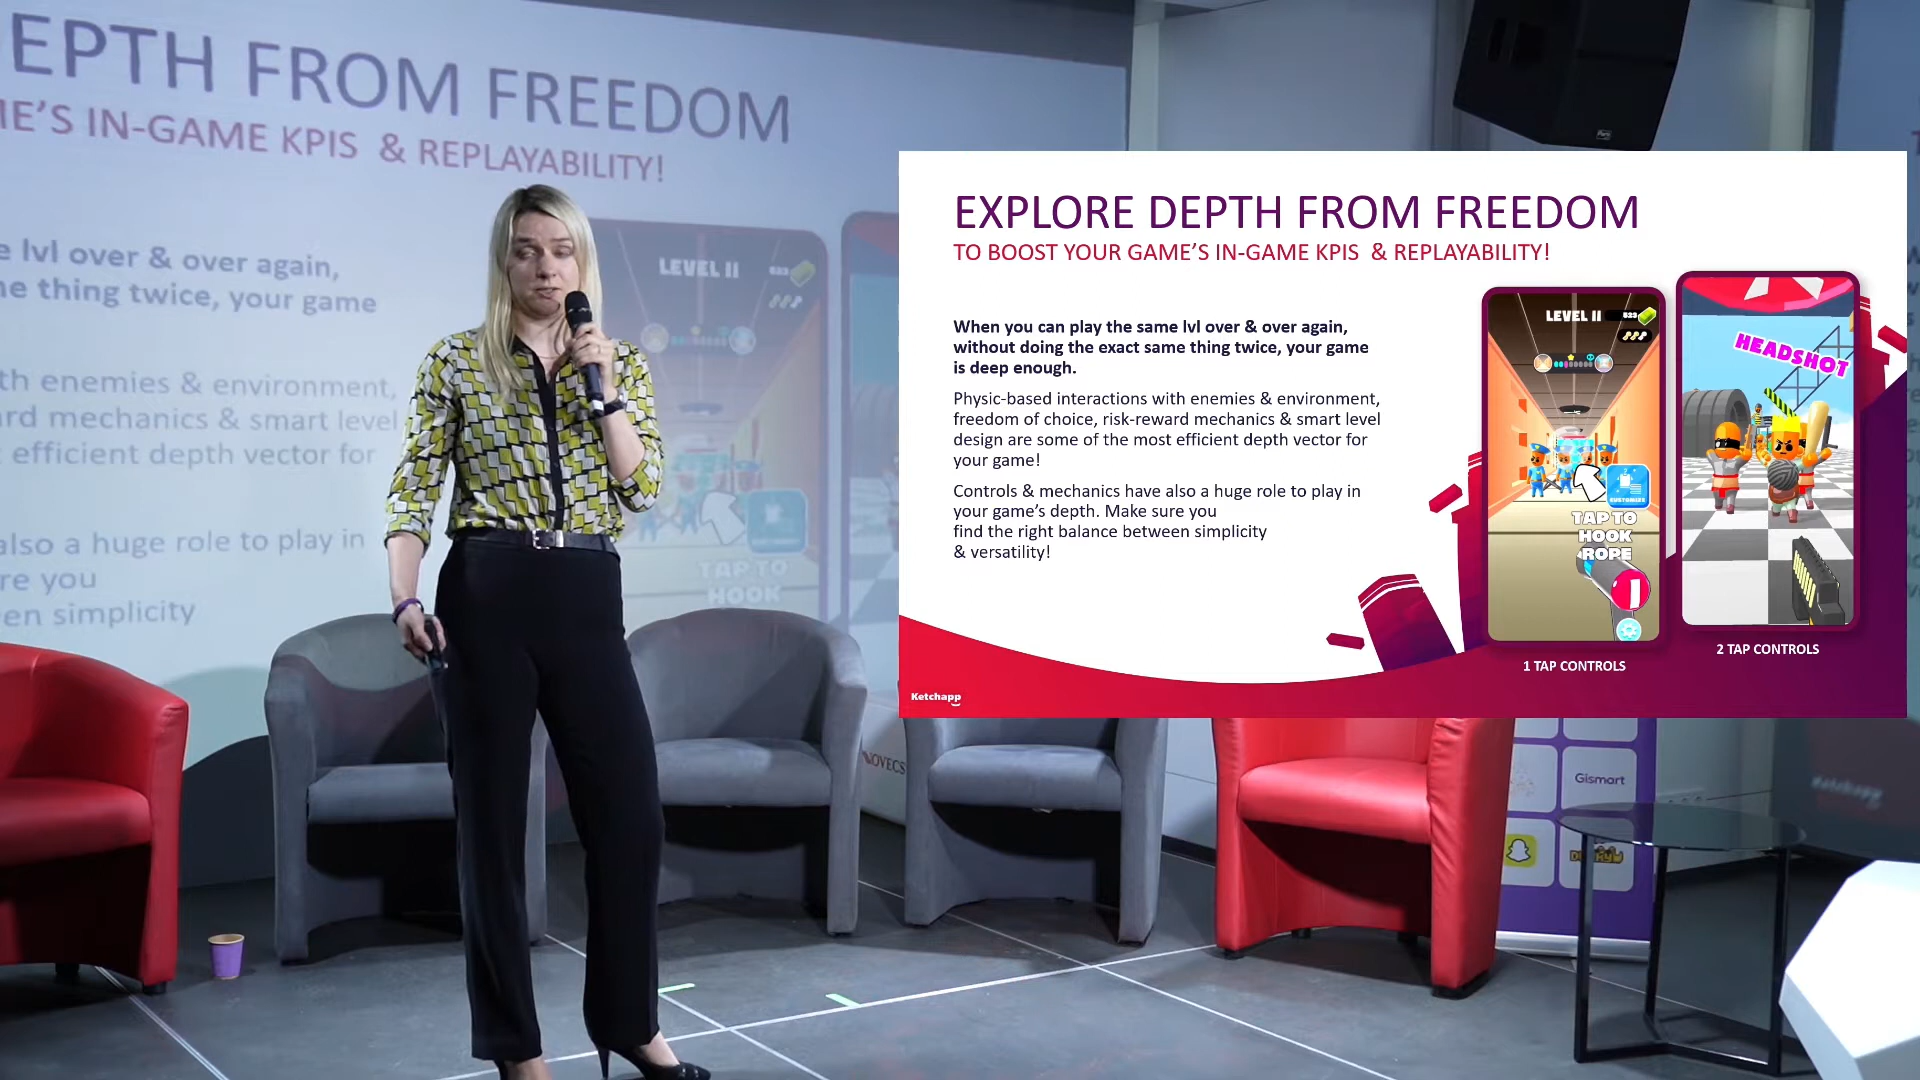 EPTH FROM FREEDOM
ME'S IN-GAME KPIS & REPLAYABILITY!
e lvl over & over again,
ne thing twice, your game
th enemies & environment,
rd mechanics & smart level
efficient depth vector for
also a huge role to play in
re you
en simplicity
LEVEL II
523
TAP TO
HOOK
EXPLORE DEPTH FROM FREEDOM
TO BOOST YOUR GAME'S IN-GAME KPIS & REPLAYABILITY!
When you can play the same lvl over & over again,
without doing the exact same thing twice, your game
is deep enough.
Physic-based interactions with enemies & environment,
freedom of choice, risk-reward mechanics & smart level
design are some of the most efficient depth vector for
your game!
Controls & mechanics have also a huge role to play in
your game's depth. Make sure you
find the right balance between simplicity
& versatility!
LEVEL II
523
CUSTOMIZE
TAP TO
HOOK
ROPE
1 TAP CONTROLS
HEADSHOT
2 TAP CONTROLS
Ketchapp
NOVECS
Gismart
Ketchapp